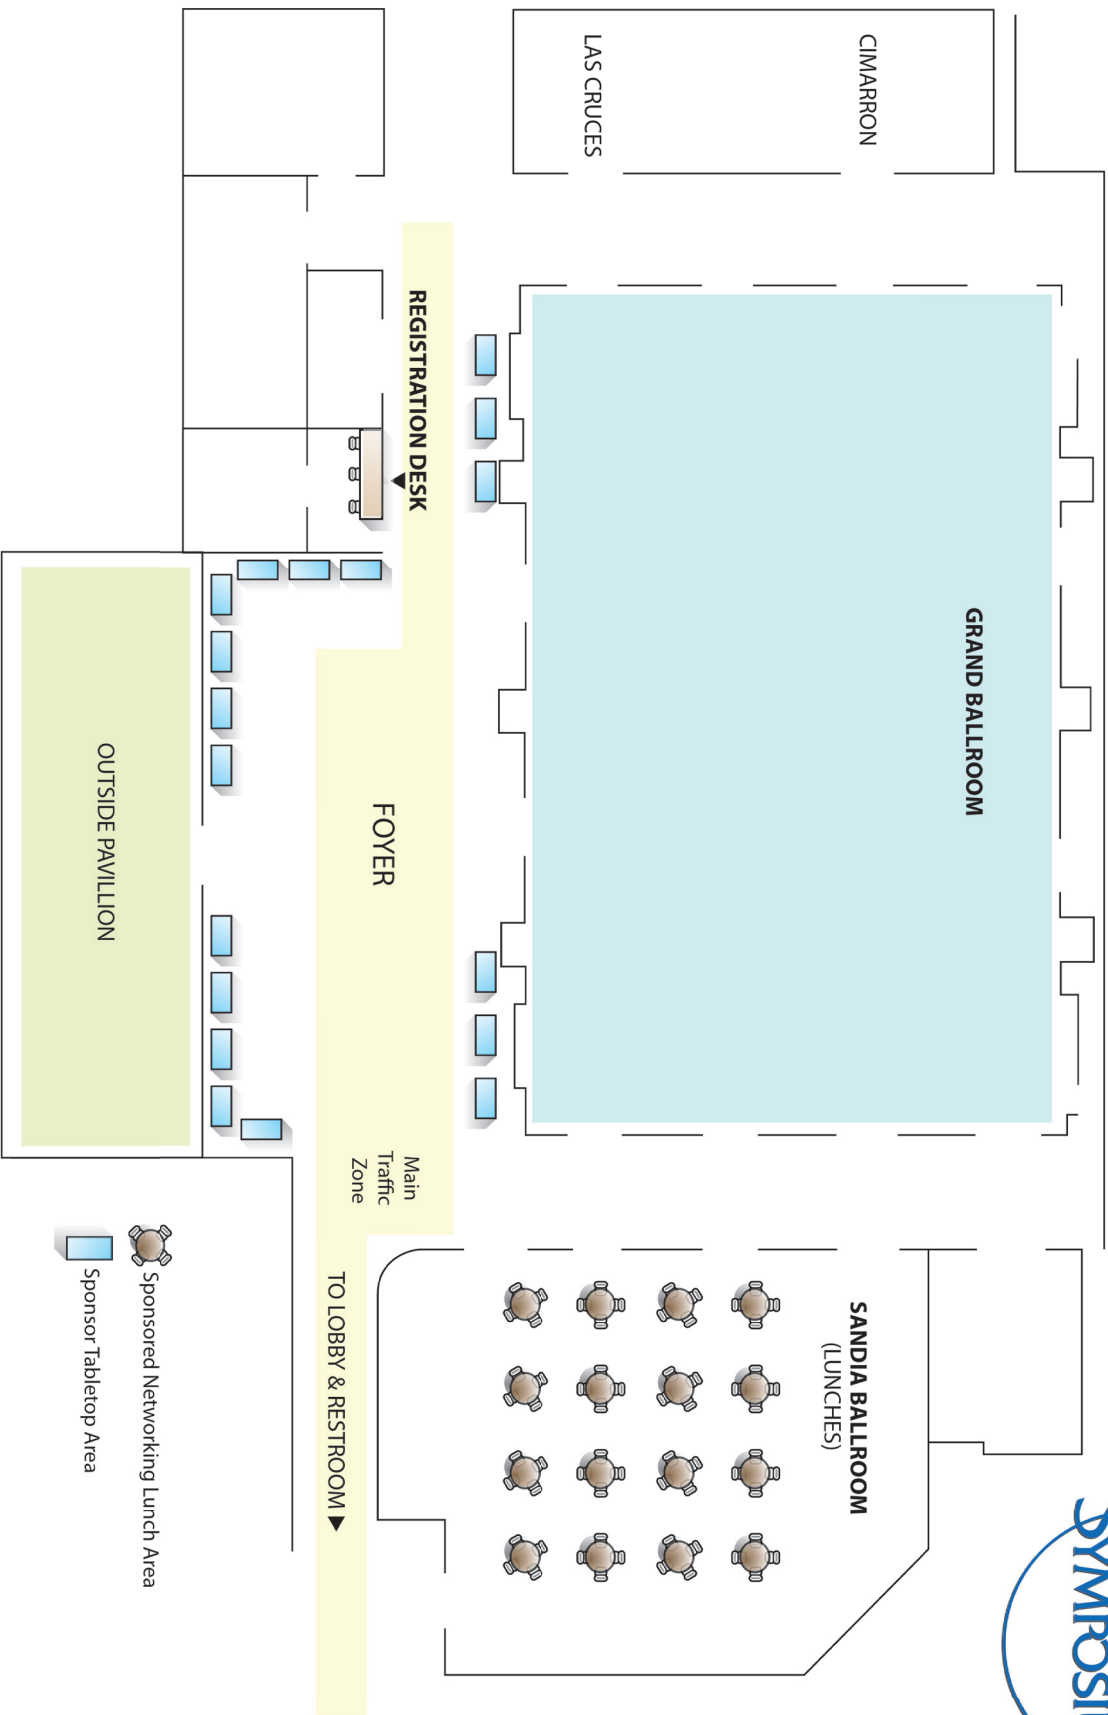 CIMARRON
LAS CRUCES
REGISTRATION DESK
GRAND BALLROOM
FOYER
OUTSIDE PAVILLION
Main
Traffic
Zone
TO LOBBY & RESTROOM
SANDIA BALLROOM
(LUNCHES)
Sponsored Networking Lunch Area
Sponsor Tabletop Area